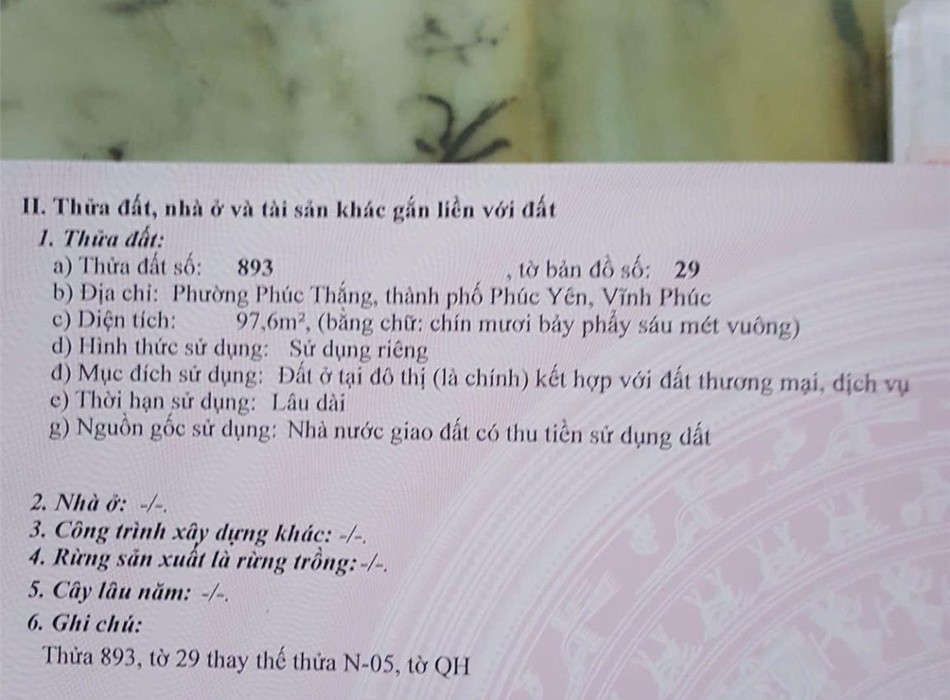 II. Thửa đất, nhà ở và tài sản khác gắn liền với đất
1. Thửa đất:
a) Thửa đất số: 893 , tờ bản đồ số: 29
b) Địa chỉ: Phường Phúc Thắng, thành phố Phúc Yên, Vĩnh Phúc
c) Diện tích: 97,6m², (bằng chữ: chín mươi bảy phẩy sáu mét vuông)
d) Hình thức sử dụng: Sử dụng riêng
đ) Mục đích sử dụng: Đất ở tại đô thị (là chính) kết hợp với đất thương mại, dịch vụ
e) Thời hạn sử dụng: Lâu dài
g) Nguồn gốc sử dụng: Nhà nước giao đất có thu tiền sử dụng đất
2. Nhà ở: -/-.
3. Công trình xây dựng khác: -/-.
4. Rừng sản xuất là rừng trồng: -/-.
5. Cây lâu năm: -/-.
6. Ghi chú:
Thửa 893, tờ 29 thay thế thửa N-05, tờ QH